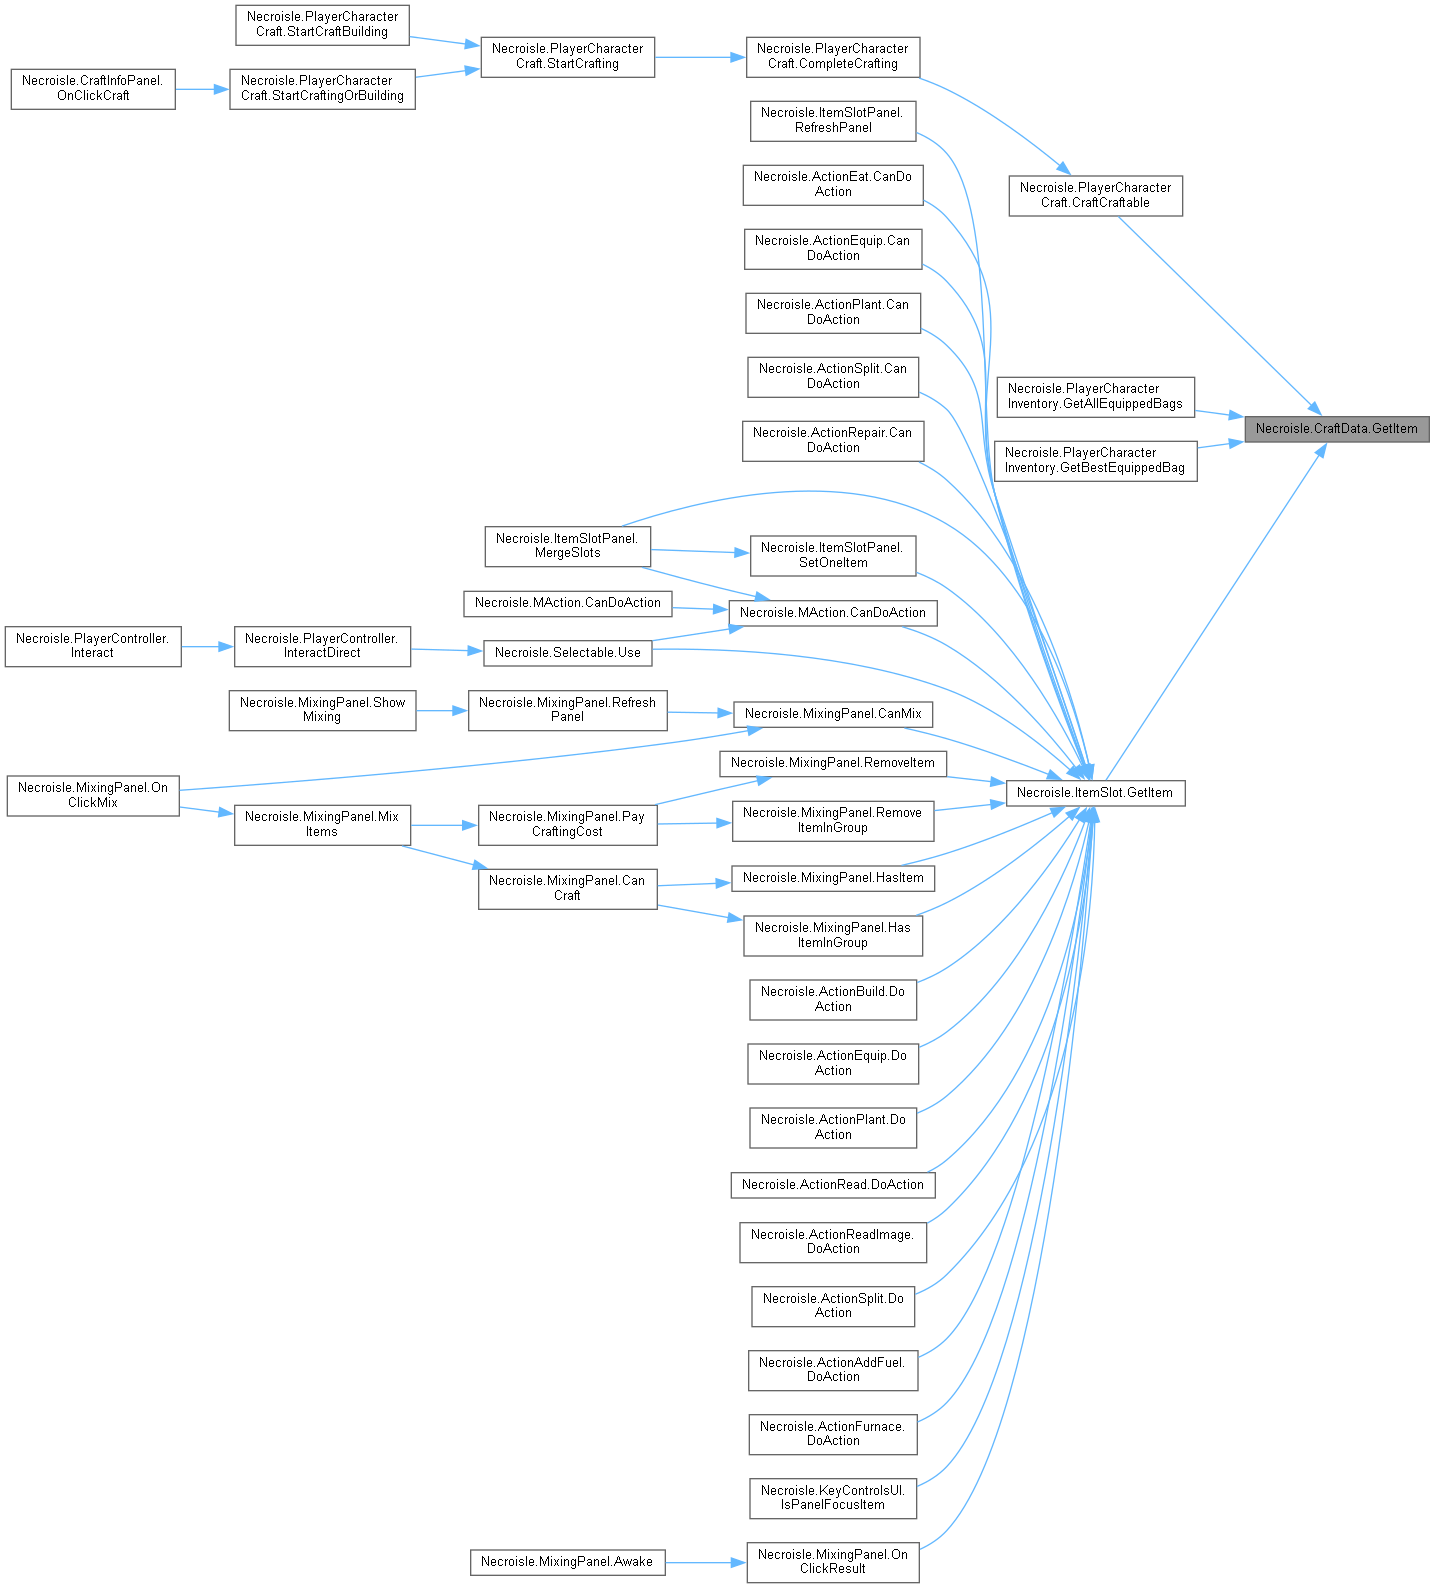 Necroisle.PlayerCharacter
Craft.StartCraftBuilding
Necroisle.PlayerCharacter
Craft.StartCrafting
Necroisle.PlayerCharacter
Craft.CompleteCrafting
Necroisle.CraftInfoPanel.
OnClickCraft
Necroisle.PlayerCharacter
Craft.StartCraftingOrBuilding
Necroisle.ItemSlotPanel.
RefreshPanel
Necroisle.ActionEat.CanDo
Action
Necroisle.PlayerCharacter
Craft.CraftCraftable
Necroisle.ActionEquip.Can
DoAction
Necroisle.ActionPlant.Can
DoAction
Necroisle.ActionSplit.Can
DoAction
Necroisle.PlayerCharacter
Inventory.GetAllEquippedBags
Necroisle.CraftData.GetItem
Necroisle.ActionRepair.Can
DoAction
Necroisle.PlayerCharacter
Inventory.GetBestEquippedBag
Necroisle.ItemSlotPanel.
MergeSlots
Necroisle.ItemSlotPanel.
SetOneItem
Necroisle.MAction.CanDoAction
Necroisle.MAction.CanDoAction
Necroisle.PlayerController.
Interact
Necroisle.PlayerController.
InteractDirect
Necroisle.Selectable.Use
Necroisle.MixingPanel.Show
Mixing
Necroisle.MixingPanel.Refresh
Panel
Necroisle.MixingPanel.CanMix
Necroisle.MixingPanel.RemoveItem
Necroisle.MixingPanel.On
ClickMix
Necroisle.ItemSlot.GetItem
Necroisle.MixingPanel.Mix
Items
Necroisle.MixingPanel.Pay
CraftingCost
Necroisle.MixingPanel.Remove
ItemInGroup
Necroisle.MixingPanel.Can
Craft
Necroisle.MixingPanel.HasItem
Necroisle.MixingPanel.Has
ItemInGroup
Necroisle.ActionBuild.Do
Action
Necroisle.ActionEquip.Do
Action
Necroisle.ActionPlant.Do
Action
Necroisle.ActionRead.DoAction
Necroisle.ActionReadImage.
DoAction
Necroisle.ActionSplit.Do
Action
Necroisle.ActionAddFuel.
DoAction
Necroisle.ActionFurnace.
DoAction
Necroisle.KeyControlsUI.
IsPanelFocusItem
Necroisle.MixingPanel.Awake
Necroisle.MixingPanel.On
ClickResult